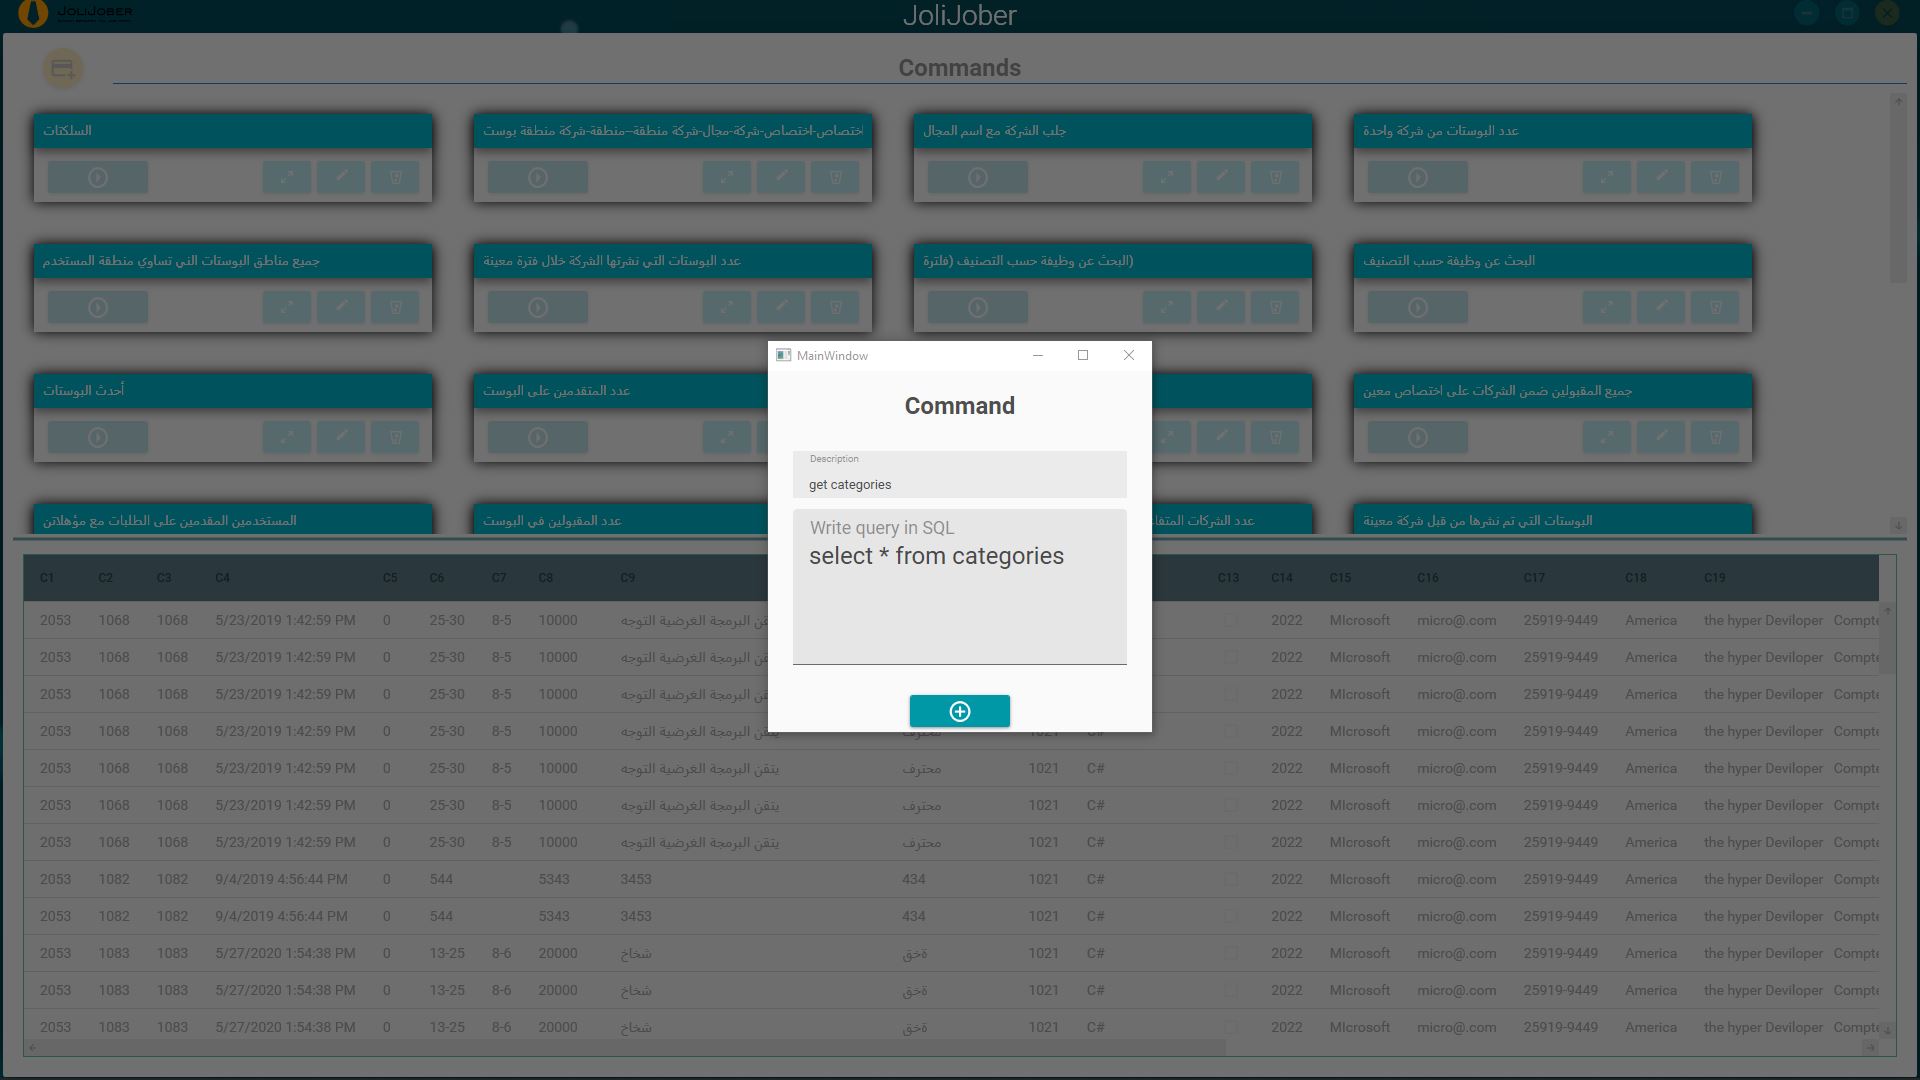 JoliJober
JOLIJOBER
Commands
السلكتات
اختصاص-اختصاص-شركة-مجال-شركة منطقة--منطقة-شركة منطقة بوست
جلب الشركة مع اسم المجال
عدد البوستات من شركة واحدة
جميع مناطق البوستات التي تساوي منطقة المستخدم
عدد البوستات التي نشرتها الشركة خلال فترة معينة
(البحث عن وظيفة حسب التصنيف (فلترة
البحث عن وظيفة حسب التصنيف
أحدث البوستات
عدد المتقدمين على البوست
جميع المقبولين ضمن الشركات على اختصاص معين
المستخدمين المقدمين على الطلبات مع مؤهلاتن
عدد المقبولين في البوست
عدد الشركات المتفا
البوستات التي تم نشرها من قبل شركة معينة
MainWindow
Command
Description
get categories
Write query in SQL
select * from categories
C1 C2 C3 C4 C5 C6 C7 C8 C9 C13 C14 C15 C16 C17 C18 C19
2053 1068 1068 5/23/2019 1:42:59 PM 0 25-30 8-5 10000 يتقن البرمجة الغرضية التوجه 2022 MIcrosoft micro@.com 25919-9449 America the hyper Deviloper Compte
2053 1068 1068 5/23/2019 1:42:59 PM 0 25-30 8-5 10000 يتقن البرمجة الغرضية التوجه 2022 MIcrosoft micro@.com 25919-9449 America the hyper Deviloper Compte
2053 1068 1068 5/23/2019 1:42:59 PM 0 25-30 8-5 10000 يتقن البرمجة الغرضية التوجه 2022 MIcrosoft micro@.com 25919-9449 America the hyper Deviloper Compte
2053 1068 1068 5/23/2019 1:42:59 PM 0 25-30 8-5 10000 يتقن البرمجة الغرضية التوجه محترف 1021 C# 2022 MIcrosoft micro@.com 25919-9449 America the hyper Deviloper Compte
2053 1068 1068 5/23/2019 1:42:59 PM 0 25-30 8-5 10000 يتقن البرمجة الغرضية التوجه محترف 1021 C# 2022 MIcrosoft micro@.com 25919-9449 America the hyper Deviloper Compte
2053 1068 1068 5/23/2019 1:42:59 PM 0 25-30 8-5 10000 يتقن البرمجة الغرضية التوجه محترف 1021 C# 2022 MIcrosoft micro@.com 25919-9449 America the hyper Deviloper Compte
2053 1068 1068 5/23/2019 1:42:59 PM 0 25-30 8-5 10000 يتقن البرمجة الغرضية التوجه محترف 1021 C# 2022 MIcrosoft micro@.com 25919-9449 America the hyper Deviloper Compte
2053 1082 1082 9/4/2019 4:56:44 PM 0 544 5343 3453 434 1021 C# 2022 MIcrosoft micro@.com 25919-9449 America the hyper Deviloper Compte
2053 1082 1082 9/4/2019 4:56:44 PM 0 544 5343 3453 434 1021 C# 2022 MIcrosoft micro@.com 25919-9449 America the hyper Deviloper Compte
2053 1083 1083 5/27/2020 1:54:38 PM 0 13-25 8-6 20000 شخاخ ةخق 1021 C# 2022 MIcrosoft micro@.com 25919-9449 America the hyper Deviloper Compte
2053 1083 1083 5/27/2020 1:54:38 PM 0 13-25 8-6 20000 شخاخ ةخق 1021 C# 2022 MIcrosoft micro@.com 25919-9449 America the hyper Deviloper Compte
2053 1083 1083 5/27/2020 1:54:38 PM 0 13-25 8-6 20000 شخاخ ةخق 1021 C# 2022 MIcrosoft micro@.com 25919-9449 America the hyper Deviloper Compte